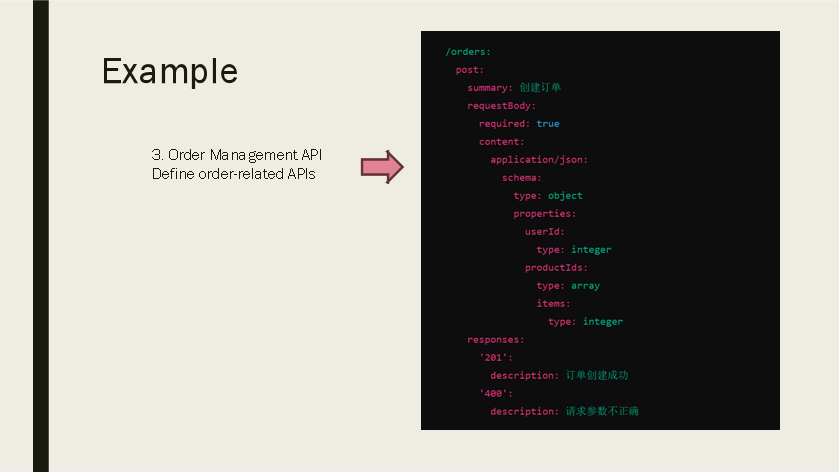 Example
3. Order Management API
Define order-related APIs
/orders:
  post:
    summary: 创建订单
    requestBody:
      required: true
      content:
        application/json:
          schema:
            type: object
            properties:
              userId:
                type: integer
              productIds:
                type: array
                items:
                  type: integer
    responses:
      '201':
        description: 订单创建成功
      '400':
        description: 请求参数不正确